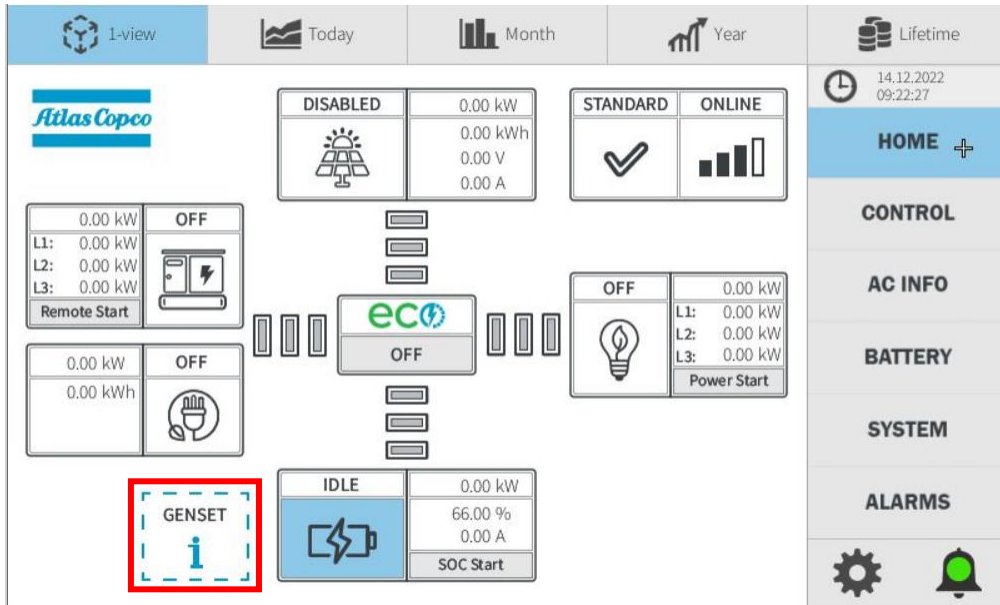 1-view
Today
Month
Year
Lifetime
14.12.2022
09:22:27
Atlas Copco
DISABLED
0.00 kW
0.00 kWh
0.00 V
0.00 A
STANDARD
ONLINE
HOME
CONTROL
AC INFO
BATTERY
SYSTEM
ALARMS
0.00 kW
OFF
L1: 0.00 kW
L2: 0.00 kW
L3: 0.00 kW
Remote Start
eco
OFF
OFF
0.00 kW
L1: 0.00 kW
L2: 0.00 kW
L3: 0.00 kW
Power Start
0.00 kW
OFF
0.00 kWh
GENSET
i
IDLE
0.00 kW
66.00 %
0.00 A
SOC Start